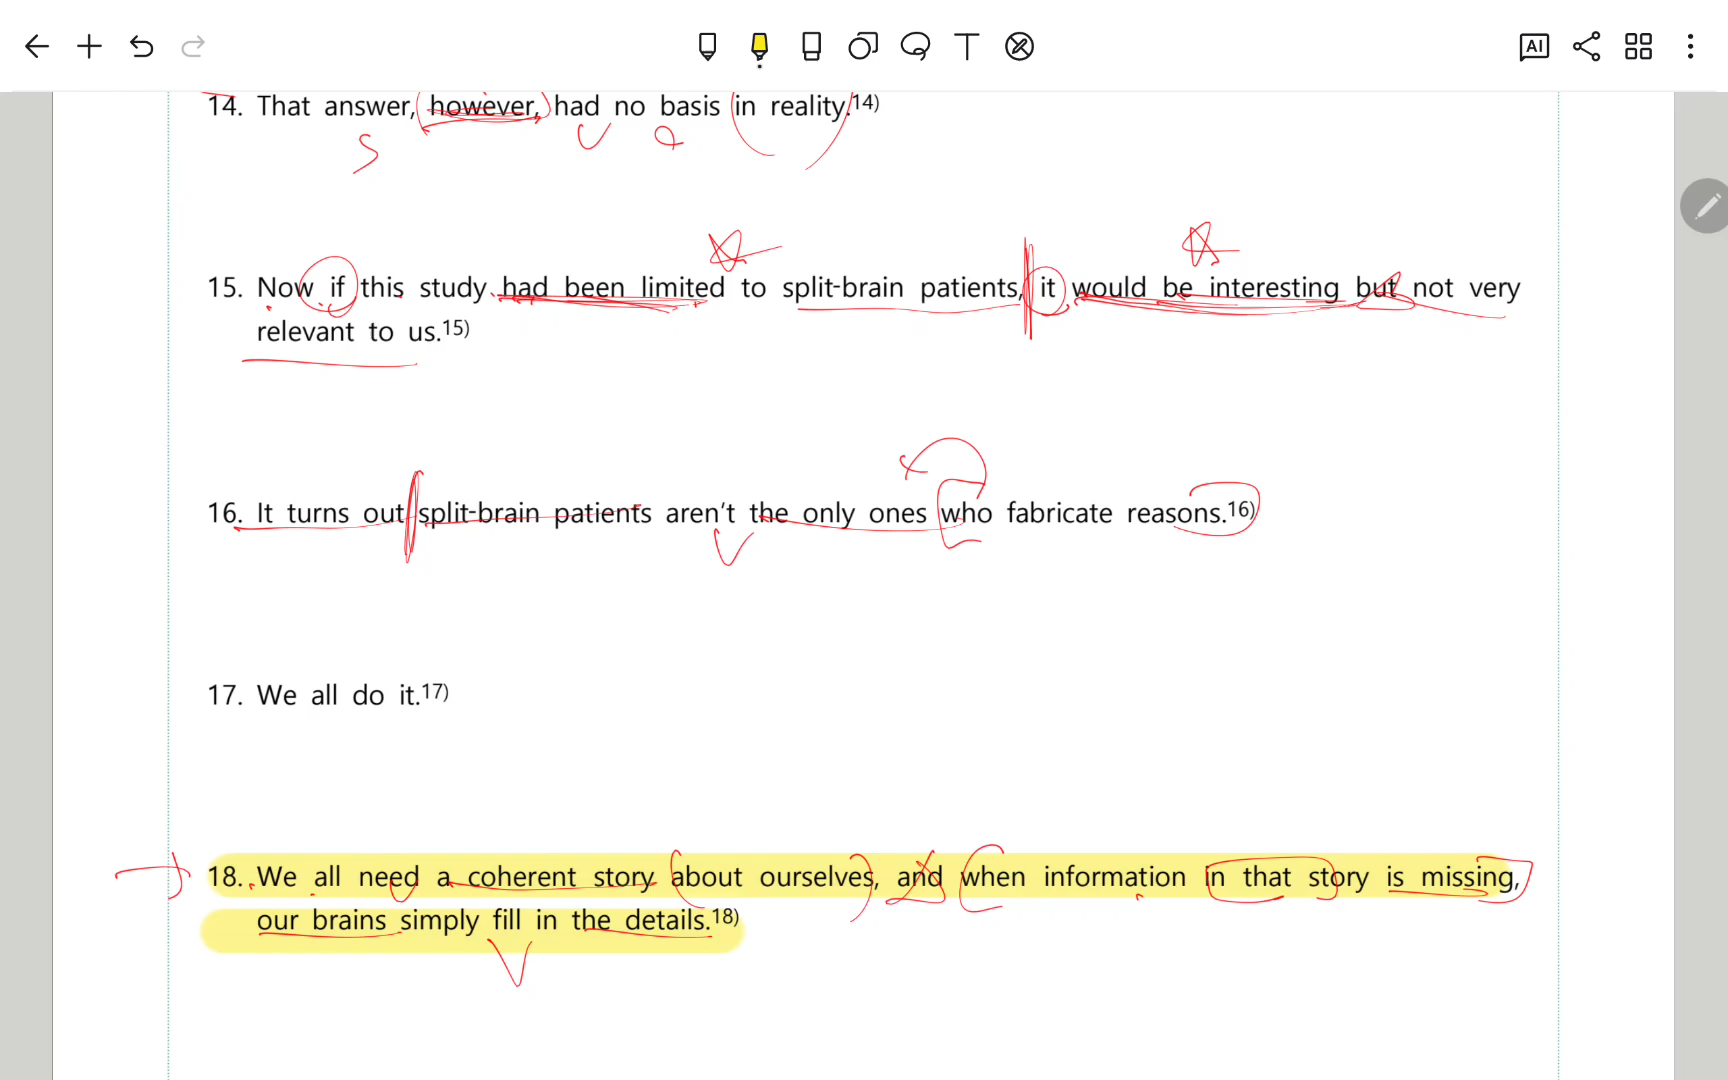 AI
T
14. That answer, however, had no basis in reality.14)
S
V
15. Now if this study had been limited to split-brain patients, it would be interesting but not very
relevant to us.15)
16. It turns out split-brain patients aren't the only ones who fabricate reasons.16)
V
17. We all do it.17)
18. We all need a coherent story about ourselves, and when information in that story is missing,
our brains simply fill in the details.18)
V